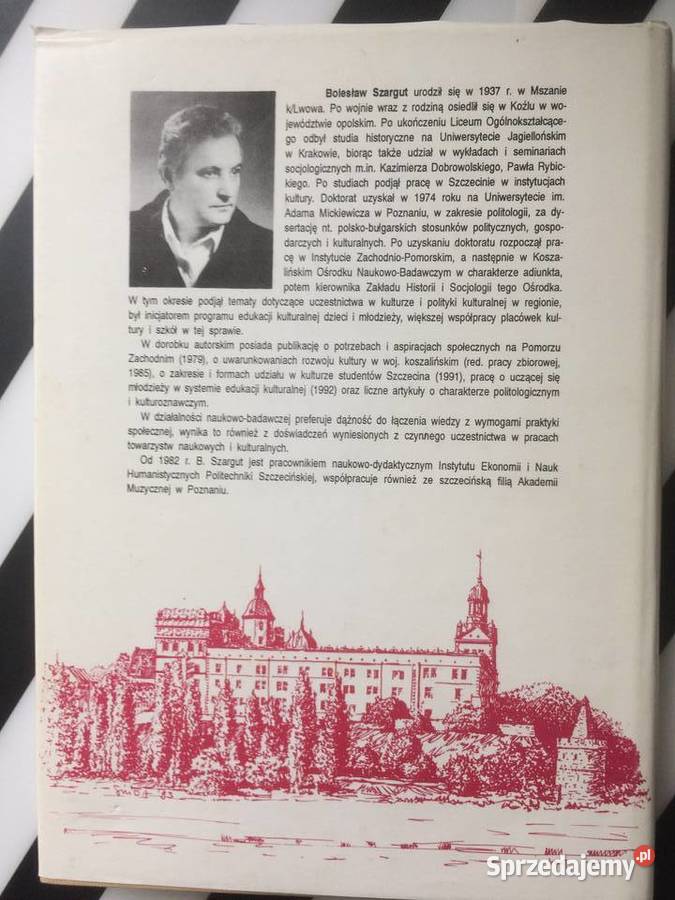 Bolesław Szargut urodził się w 1937 r. w Mszanie
k/Lwowa. Po wojnie wraz z rodziną osiedlił się w Koźlu w wo-
jewództwie opolskim. Po ukończeniu Liceum Ogólnokształcące-
go odbył studia historyczne na Uniwersytecie Jagiellońskim
w Krakowie, biorąc także udział w wykładach i seminariach
socjologicznych m.in. Kazimierza Dobrowolskiego, Pawła Rybic-
kiego. Po studiach podjął pracę w Szczecinie w instytucjach
kultury. Doktorat uzyskał w 1974 roku na Uniwersytecie im.
Adama Mickiewicza w Poznaniu, w zakresie politologii, za dy-
sertację nt. polsko-bułgarskich stosunków politycznych, gospo-
darczych i kulturalnych. Po uzyskaniu doktoratu rozpoczął pra-
cę w Instytucie Zachodnio-Pomorskim, a następnie w Kosza-
lińskim Ośrodku Naukowo-Badawczym w charakterze adiunkta,
potem kierownika Zakładu Historii i Socjologii tego Ośrodka.
W tym okresie podjął tematy dotyczące uczestnictwa w kulturze i polityki kulturalnej w regionie,
był inicjatorem programu edukacji kulturalnej dzieci i młodzieży, większej współpracy placówek kul-
tury i szkół w tej sprawie.
W dorobku autorskim posiada publikację o potrzebach i aspiracjach społecznych na Pomorzu
Zachodnim (1979), o uwarunkowaniach rozwoju kultury w woj. koszalińskim (red. pracy zbiorowej,
1985), o zakresie i formach udziału w kulturze studentów Szczecina (1991), pracę o uczącej się
młodzieży w systemie edukacji kulturalnej (1992) oraz liczne artykuły o charakterze politologicznym
i kulturoznawczym.
W działalności naukowo-badawczej preferuje dążność do łączenia wiedzy z wymogami praktyki
społecznej, wynika to również z doświadczeń wyniesionych z czynnego uczestnictwa w pracach
towarzystw naukowych i kulturalnych.
Od 1982 r. B. Szargut jest pracownikiem naukowo-dydaktycznym Instytutu Ekonomii i Nauk
Humanistycznych Politechniki Szczecińskiej, współpracuje również ze szczecińską filią Akademii
Muzycznej w Poznaniu.
Sprzedajemy.pl